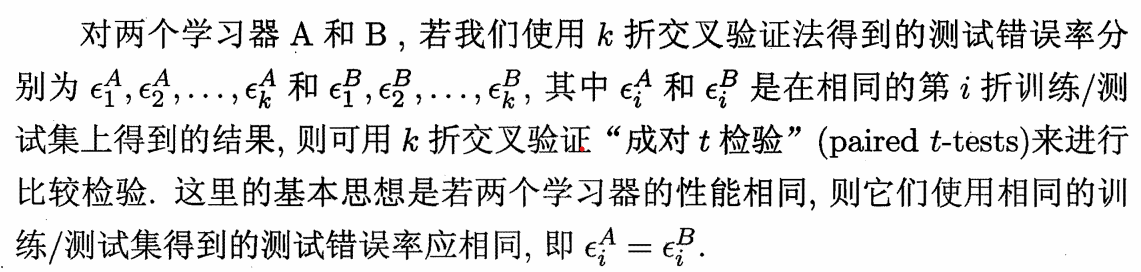 对两个学习器 A 和 B , 若我们使用 k 折交叉验证法得到的测试错误率分
别为 $\epsilon_1^A, \epsilon_2^A, \ldots, \epsilon_k^A$ 和 $\epsilon_1^B, \epsilon_2^B, \ldots, \epsilon_k^B$, 其中 $\epsilon_i^A$ 和 $\epsilon_i^B$ 是在相同的第 i 折训练/测
试集上得到的结果, 则可用 k 折交叉验证 “成对 t 检验” (paired t-tests)来进行
比较检验. 这里的基本思想是若两个学习器的性能相同, 则它们使用相同的训
练/测试集得到的测试错误率应相同, 即 $\epsilon_i^A = \epsilon_i^B$.